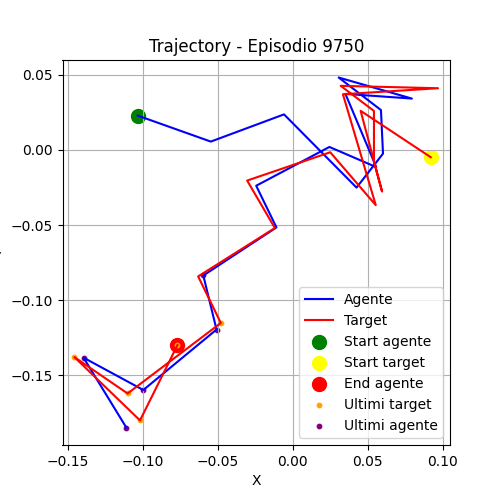 Trajectory - Episodio 9750
0.05
0.00
−0.05
−0.10
−0.15
−0.15
−0.10
−0.05
0.00
0.05
0.10
X
Agente
Target
Start agente
Start target
End agente
Ultimi target
Ultimi agente